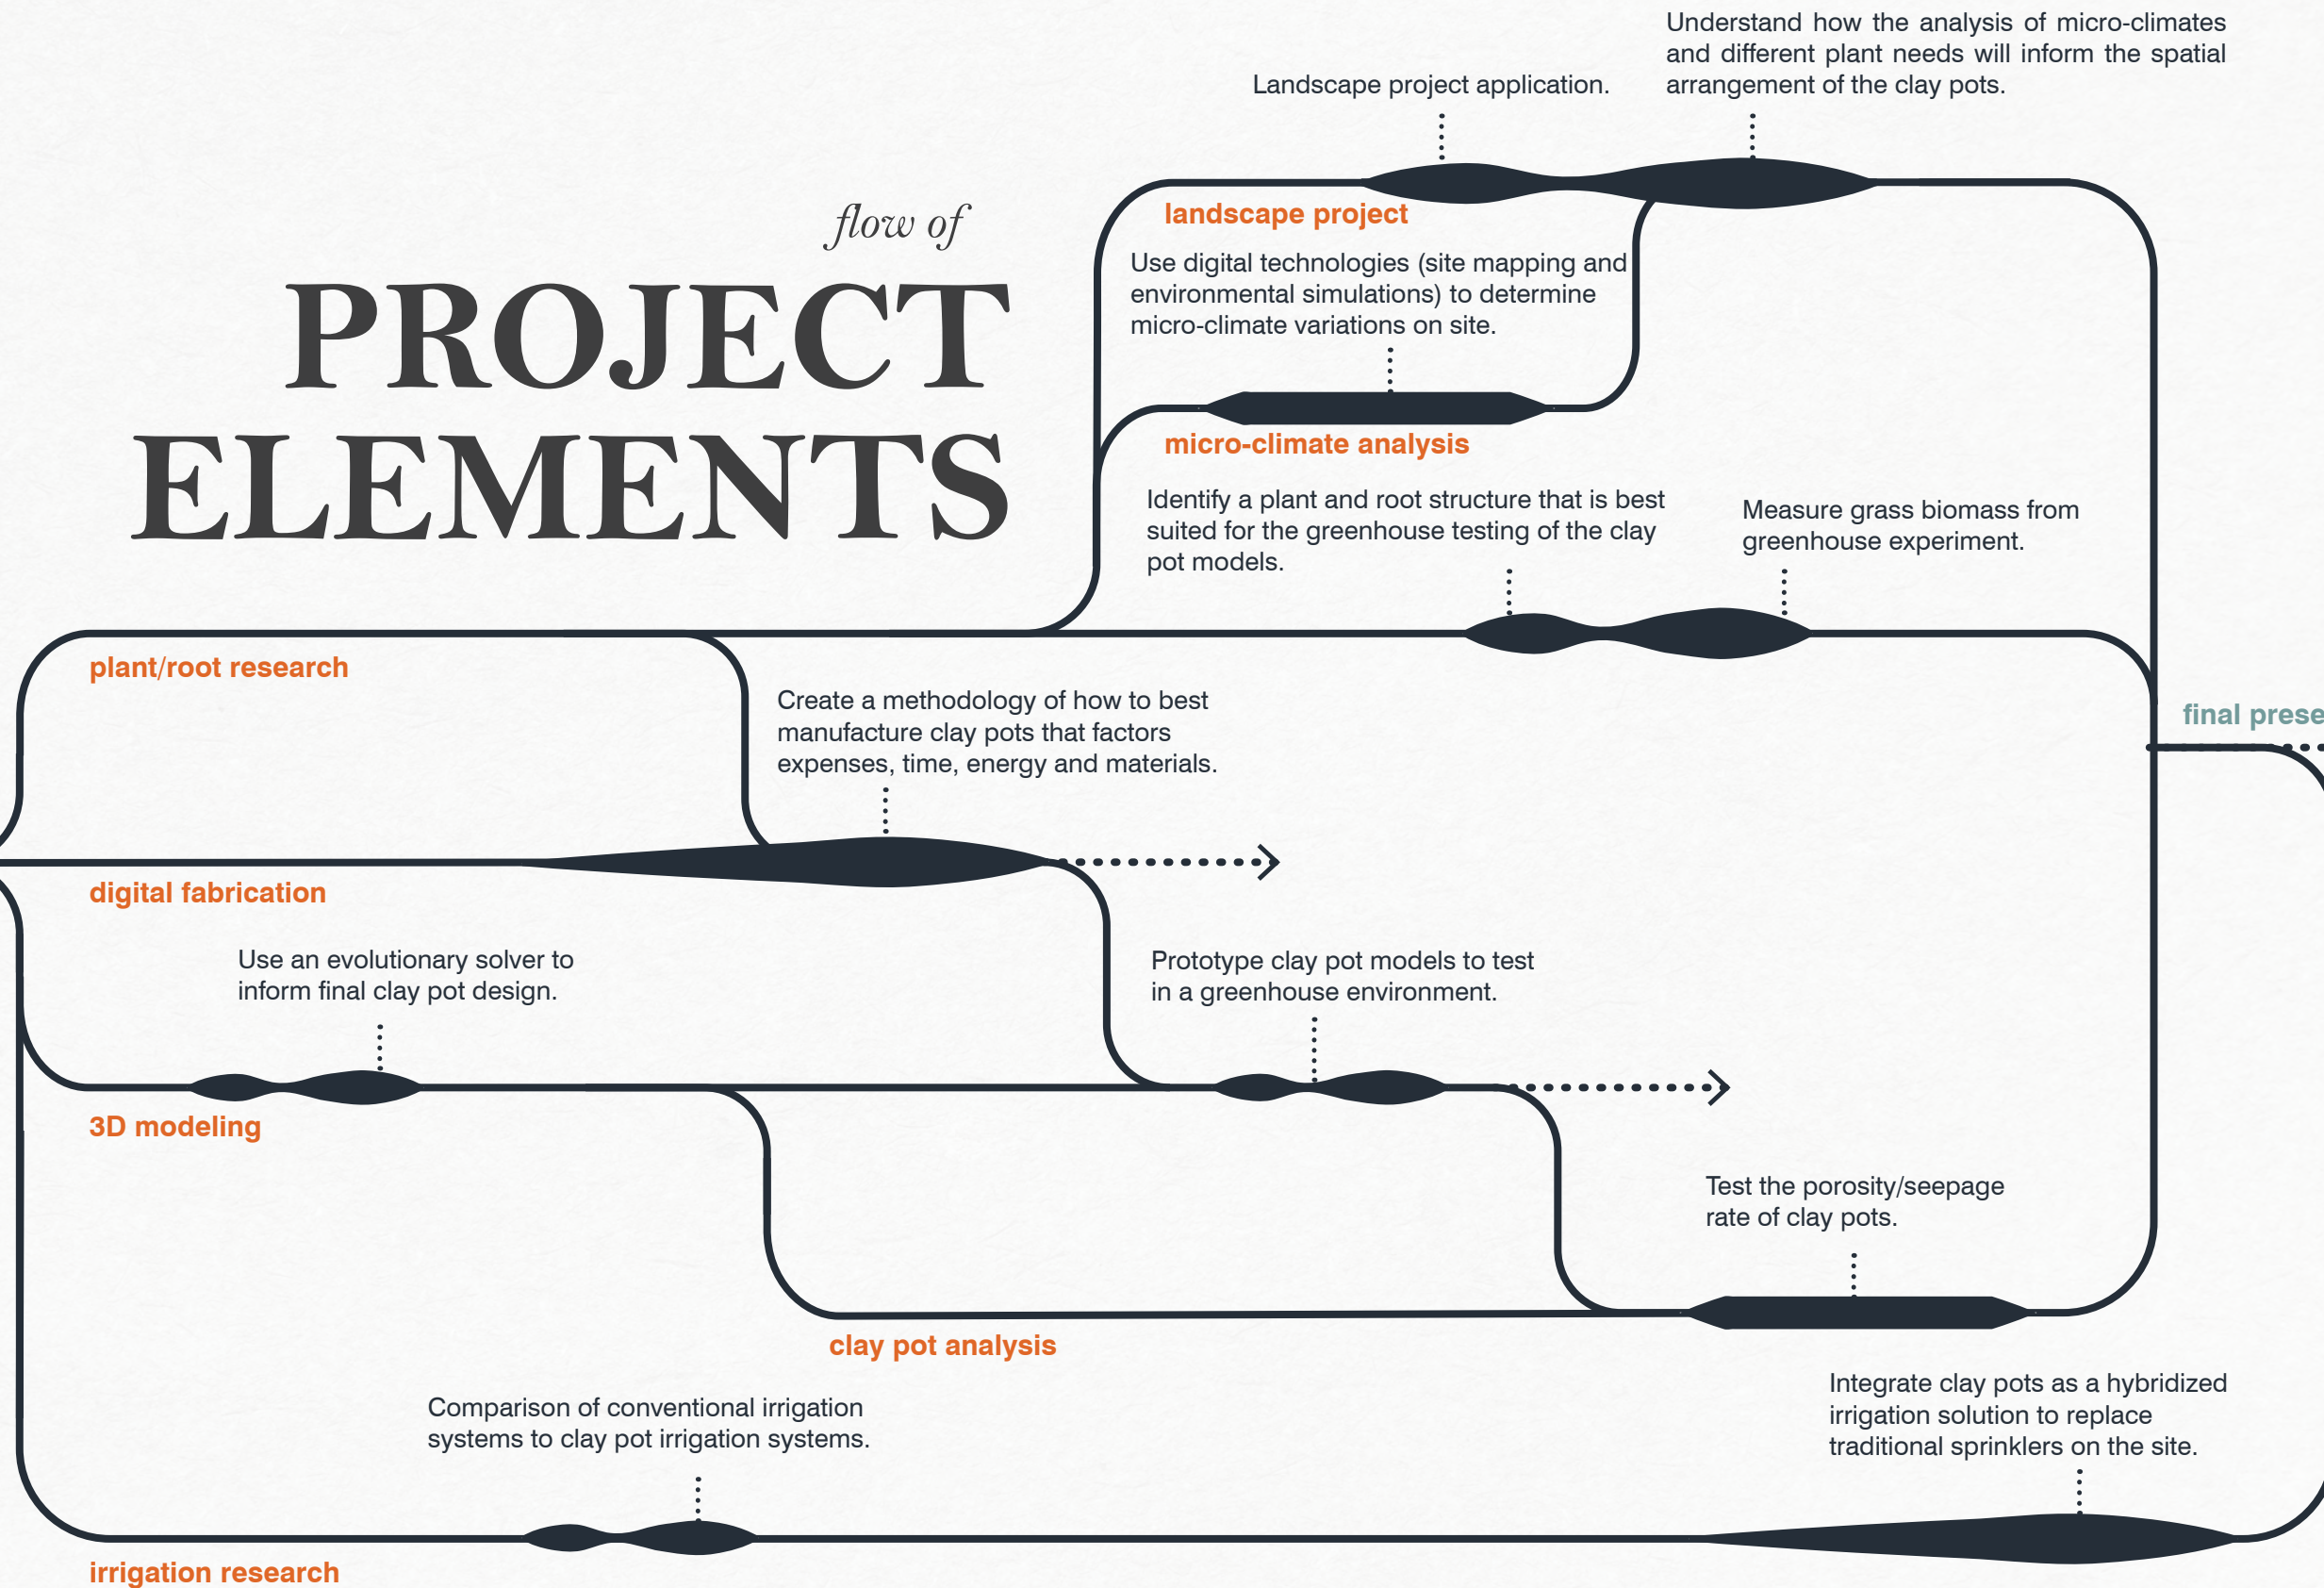 Understand how the analysis of micro-climates
and different plant needs will inform the spatial
arrangement of the clay pots.
Landscape project application.
flow of
PROJECT
ELEMENTS
landscape project
Use digital technologies (site mapping and
environmental simulations) to determine
micro-climate variations on site.
micro-climate analysis
Identify a plant and root structure that is best
suited for the greenhouse testing of the clay
pot models.
Measure grass biomass from
greenhouse experiment.
plant/root research
Create a methodology of how to best
manufacture clay pots that factors
expenses, time, energy and materials.
final prese
digital fabrication
Use an evolutionary solver to
inform final clay pot design.
Prototype clay pot models to test
in a greenhouse environment.
3D modeling
Test the porosity/seepage
rate of clay pots.
clay pot analysis
Comparison of conventional irrigation
systems to clay pot irrigation systems.
Integrate clay pots as a hybridized
irrigation solution to replace
traditional sprinklers on the site.
irrigation research